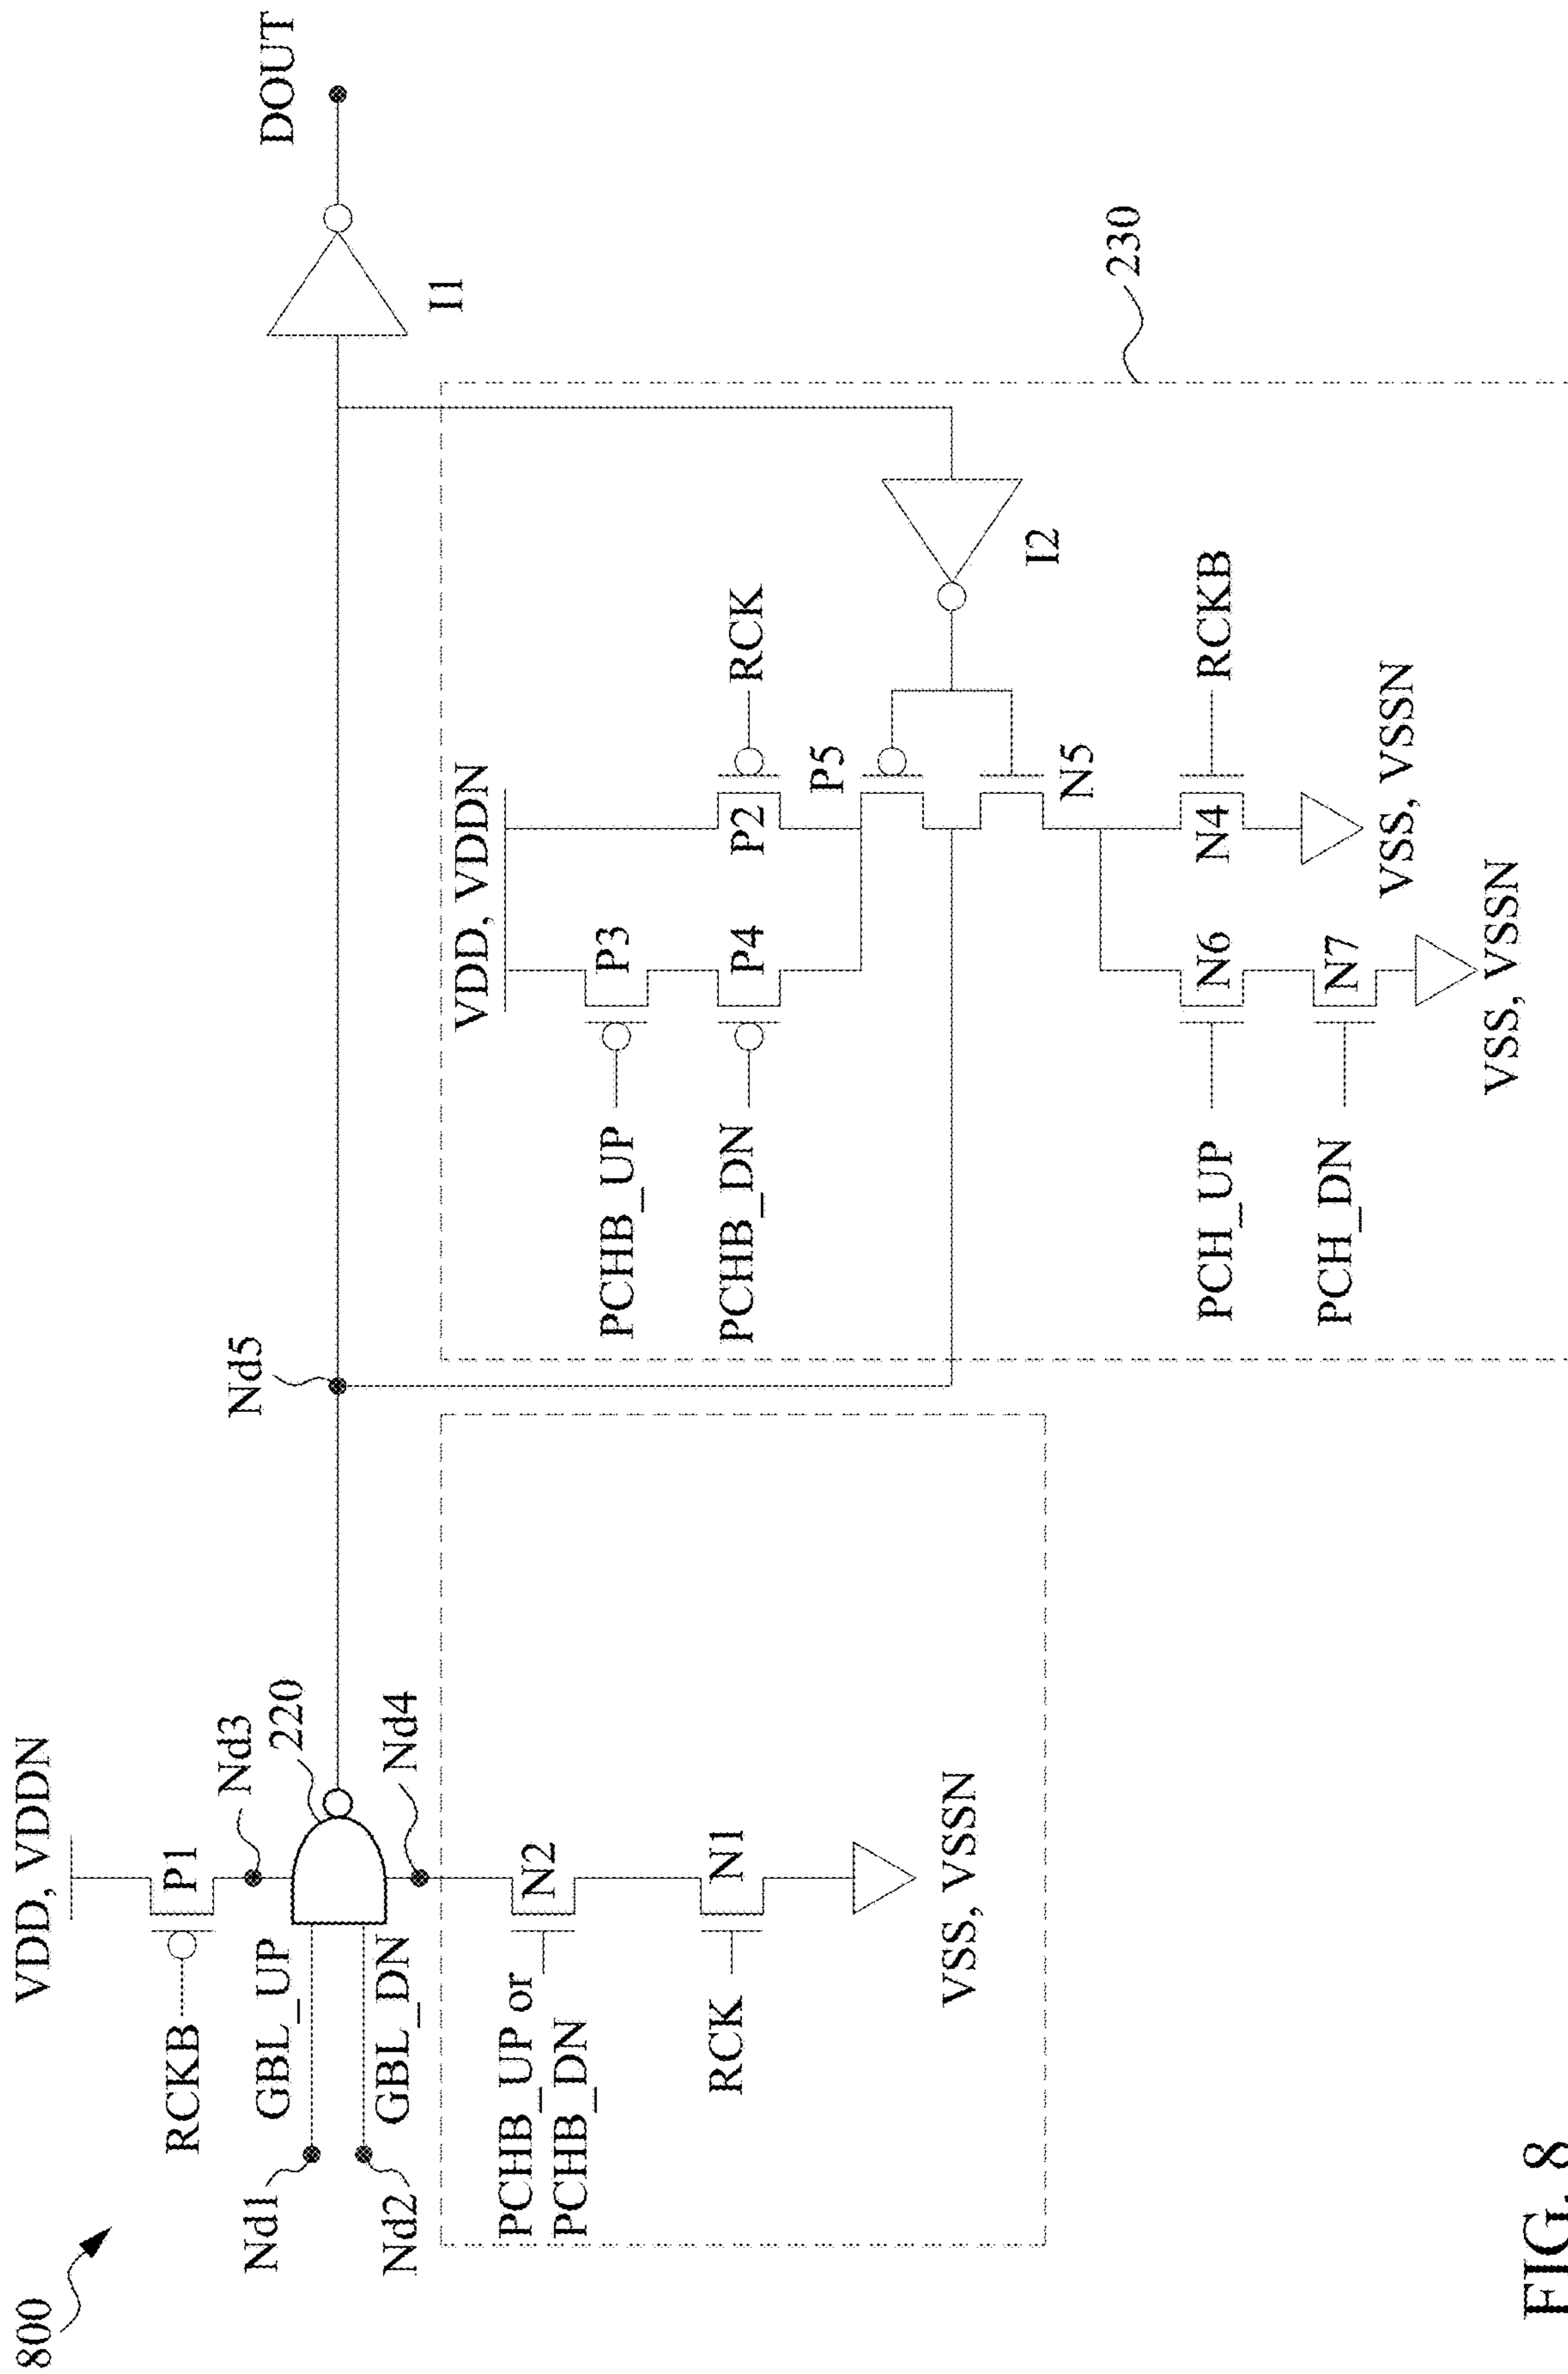 800
VDD, VDDN
RCKB
P1
Nd3
220
GBL_UP
GBL_DN
Nd1
Nd2
Nd4
Nd5
I1
DOUT
PCHB_UP or
PCHB_DN
N2
RCK
N1
VSS, VSSN
230
VDD, VDDN
PCHB_UP
P3
PCHB_DN
P4
P2
RCK
P5
I2
N5
PCH_UP
N6
N4
RCKB
PCH_DN
N7
VSS, VSSN
VSS, VSSN
FIG. 8